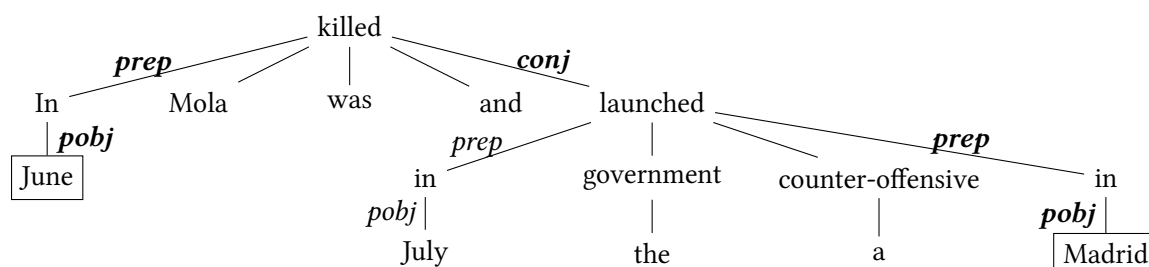 killed
prep conj
In Mola was and launched
pobj prep prep
June in government counter-offensive in
pobj pobj
July the a Madrid